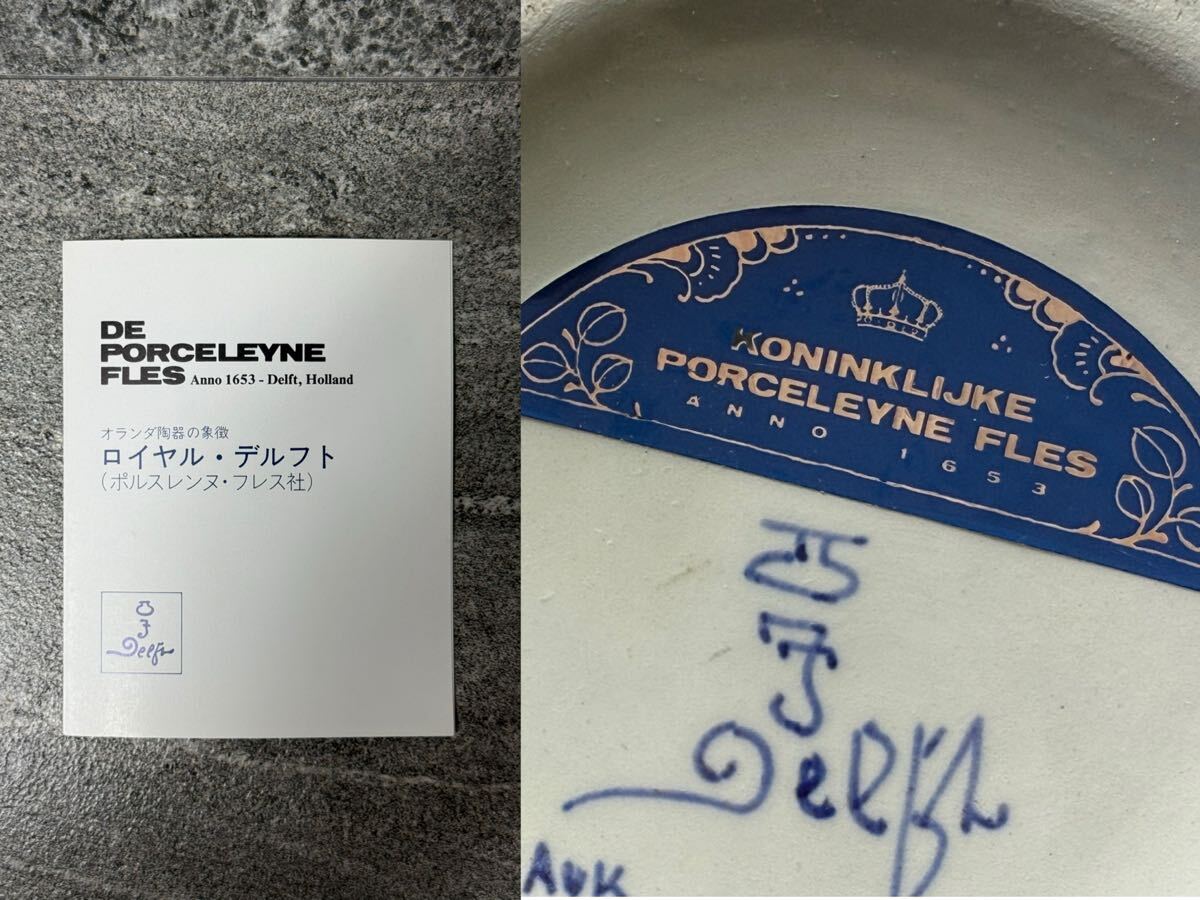 DE
PORCELEYNE
FLES Anno 1653 - Delft, Holland
オランダ陶器の象徴
ロイヤル・デルフト
(ポルスレンヌ・フレス社)
Delft
KONINKLIJKE
PORCELEYNE FLES
ANNO 1653
Delft
AVK